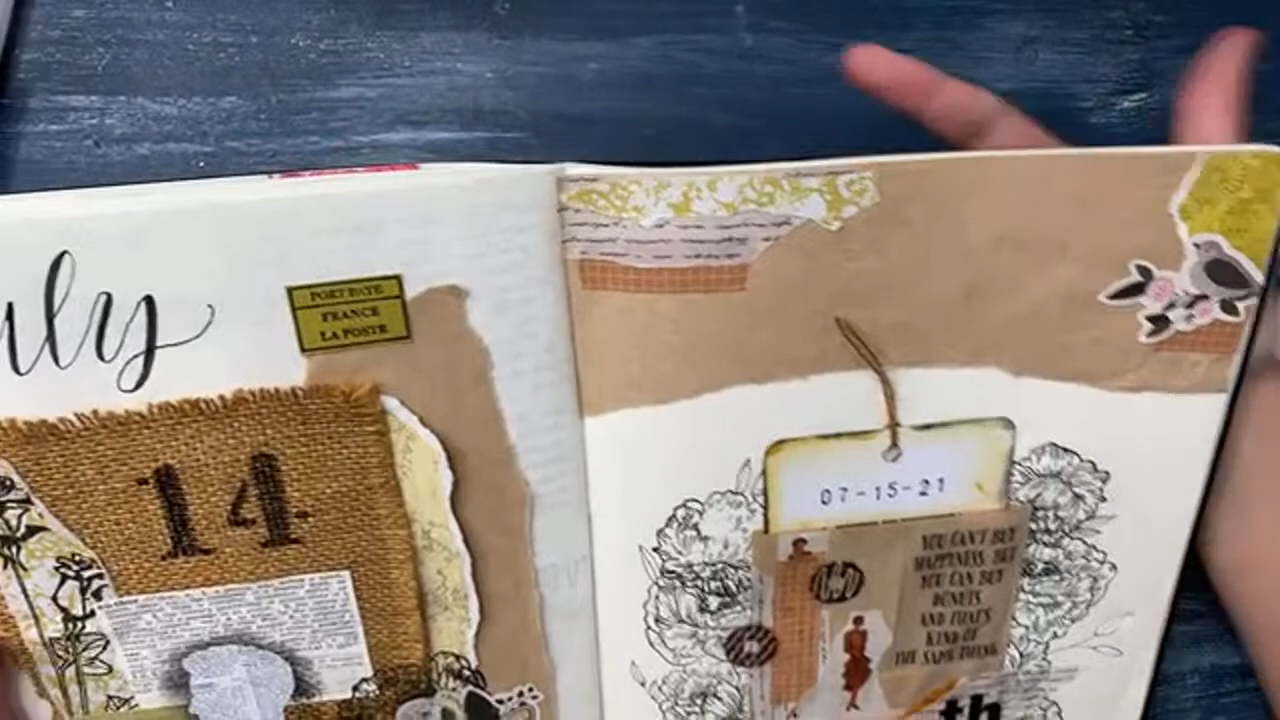 uly
PORT PAYE
FRANCE
LA POSTE
14
07-15-21
YOU CAN'T BUY
HAPPINESS, BUT
YOU CAN BUY
DONUTS
AND THAT'S
KIND OF
THE SAME THING
th